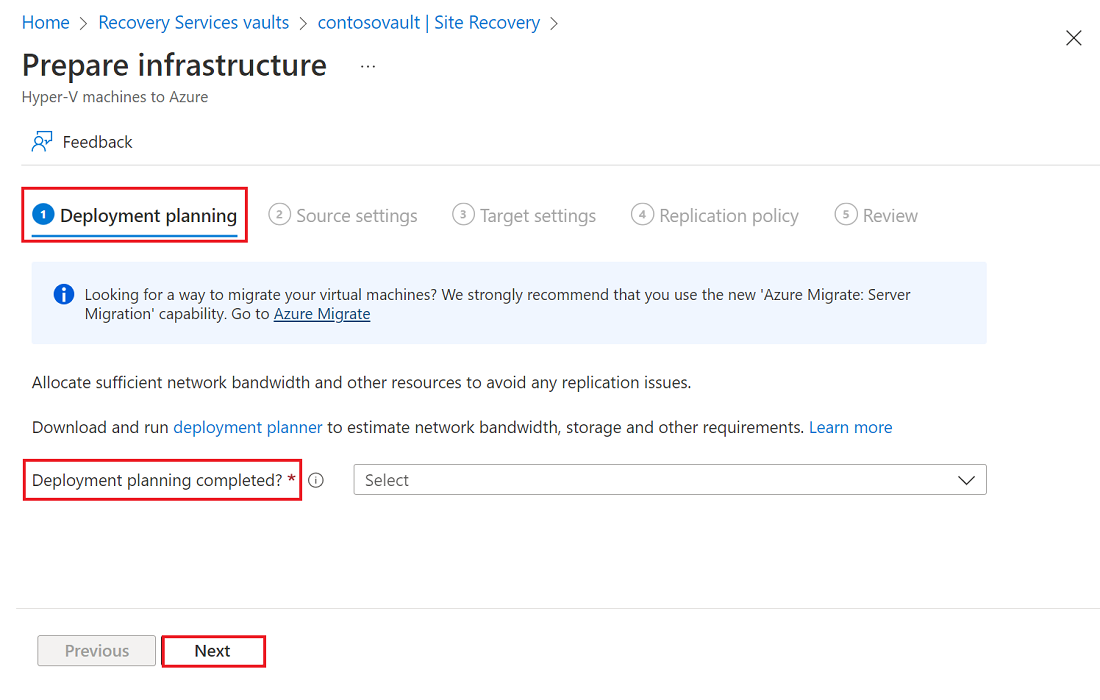 Home > Recovery Services vaults > contosovault | Site Recovery >
Prepare infrastructure ...
Hyper-V machines to Azure
Feedback
1 Deployment planning 2 Source settings 3 Target settings 4 Replication policy 5 Review
Looking for a way to migrate your virtual machines? We strongly recommend that you use the new 'Azure Migrate: Server
Migration' capability. Go to Azure Migrate
Allocate sufficient network bandwidth and other resources to avoid any replication issues.
Download and run deployment planner to estimate network bandwidth, storage and other requirements. Learn more
Deployment planning completed? * Select
Previous Next